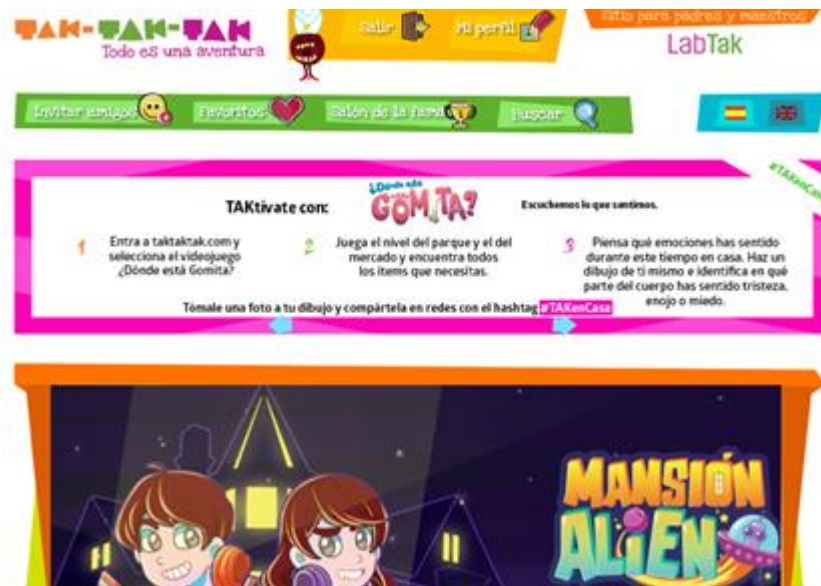 TAK-TAK-TAK
Todo es una aventura
Salir
Mi perfil
Sitio para padres y maestros
LabTak
Invitar amigos
Favoritos
Salón de la fama
Buscar
#TAKenCasa
TAKtívate con:
¿Dónde está
GOMITA?
Escuchemos lo que sentimos.
1
Entra a taktaktak.com y
selecciona el videojuego
¿Dónde está Gomita?
2
Juega el nivel del parque y el del
mercado y encuentra todos
los items que necesitas.
3
Piensa qué emociones has sentido
durante este tiempo en casa. Haz un
dibujo de ti mismo e identifica en qué
parte del cuerpo has sentido tristeza,
enojo o miedo.
Tómale una foto a tu dibujo y compártela en redes con el hashtag #TAKenCasa
MANSIÓN
ALIEN